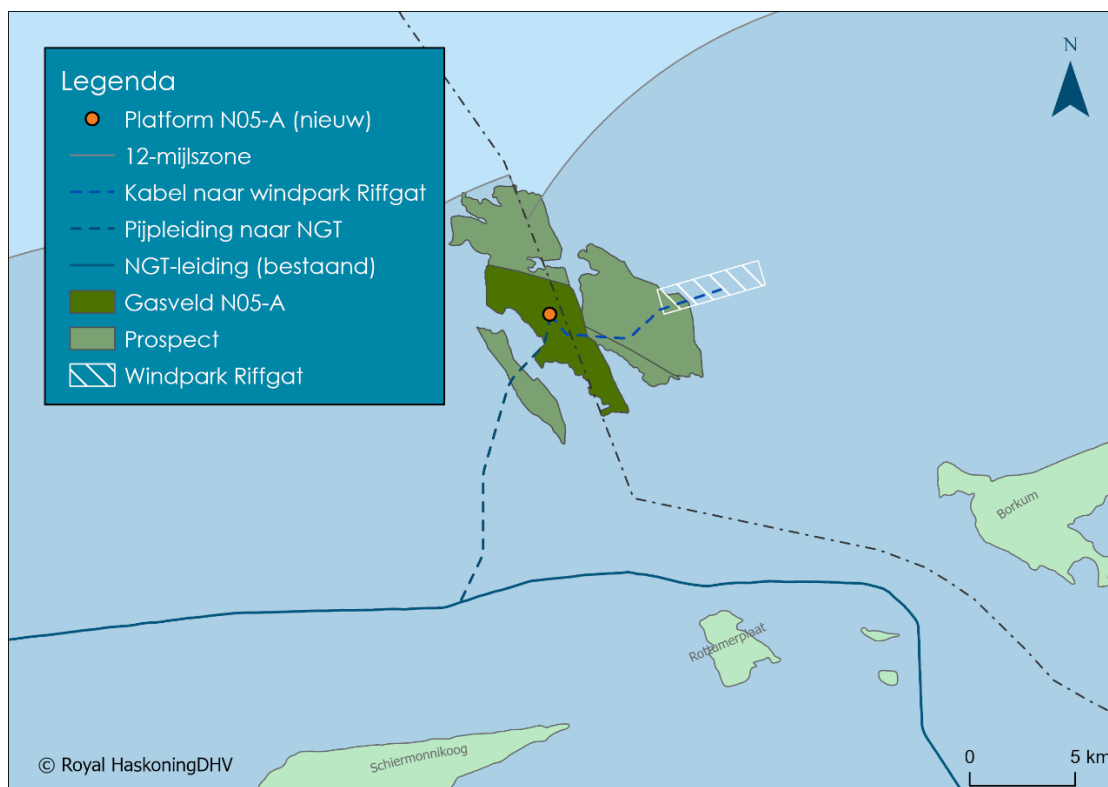 Legenda
Platform N05-A (nieuw)
12-mijlszone
Kabel naar windpark Riffgat
Pijpleiding naar NGT
NGT-leiding (bestaand)
Gasveld N05-A
Prospect
Windpark Riffgat
N
Borkum
Rottumerplaat
Schiermonnikoog
© Royal HaskoningDHV
0 5 km